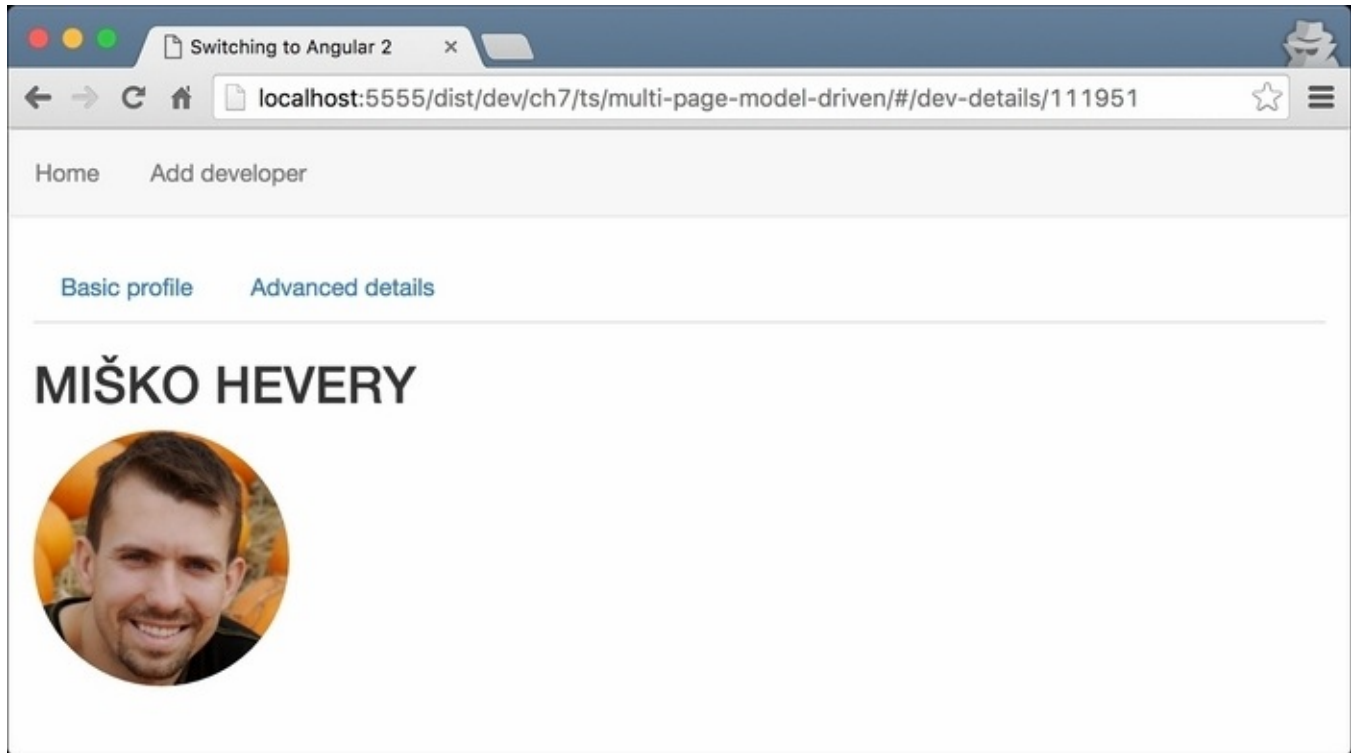 Switching to Angular 2
localhost:5555/dist/dev/ch7/ts/multi-page-model-driven/#/dev-details/111951
Home Add developer
Basic profile Advanced details
MIŠKO HEVERY